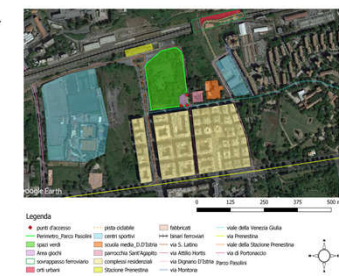 Google Earth
0 125 250 375 500 m
Legenda
punti d'accesso
Perimetro_Parco Pasolini
spazi verdi
Area giochi
sovrappasso ferroviario
orti urbani
pista ciclabile
centri sportivi
scuola media_D.D'Istria
parrocchia Sant'Agapito
complessi residenziali
Stazione Prenestina
fabbricati
binari ferroviari
via S. Latino
via Attilio Mortis
via Dignano D'Istria
via Montona
viale della Venezia Giulia
via Prenestina
viale della Stazione Prenestina
via di Portonaccio
Parco Pasolini